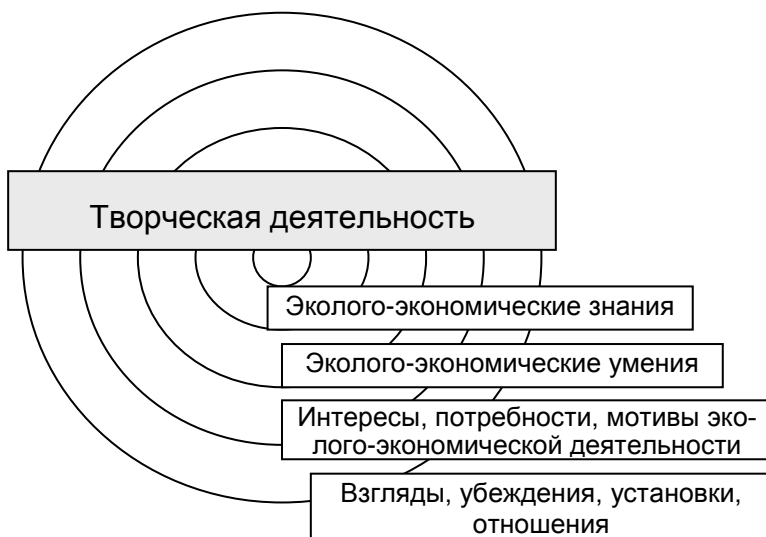 Творческая деятельность
Эколого-экономические знания
Эколого-экономические умения
Интересы, потребности, мотивы эко-
лого-экономической деятельности
Взгляды, убеждения, установки,
отношения